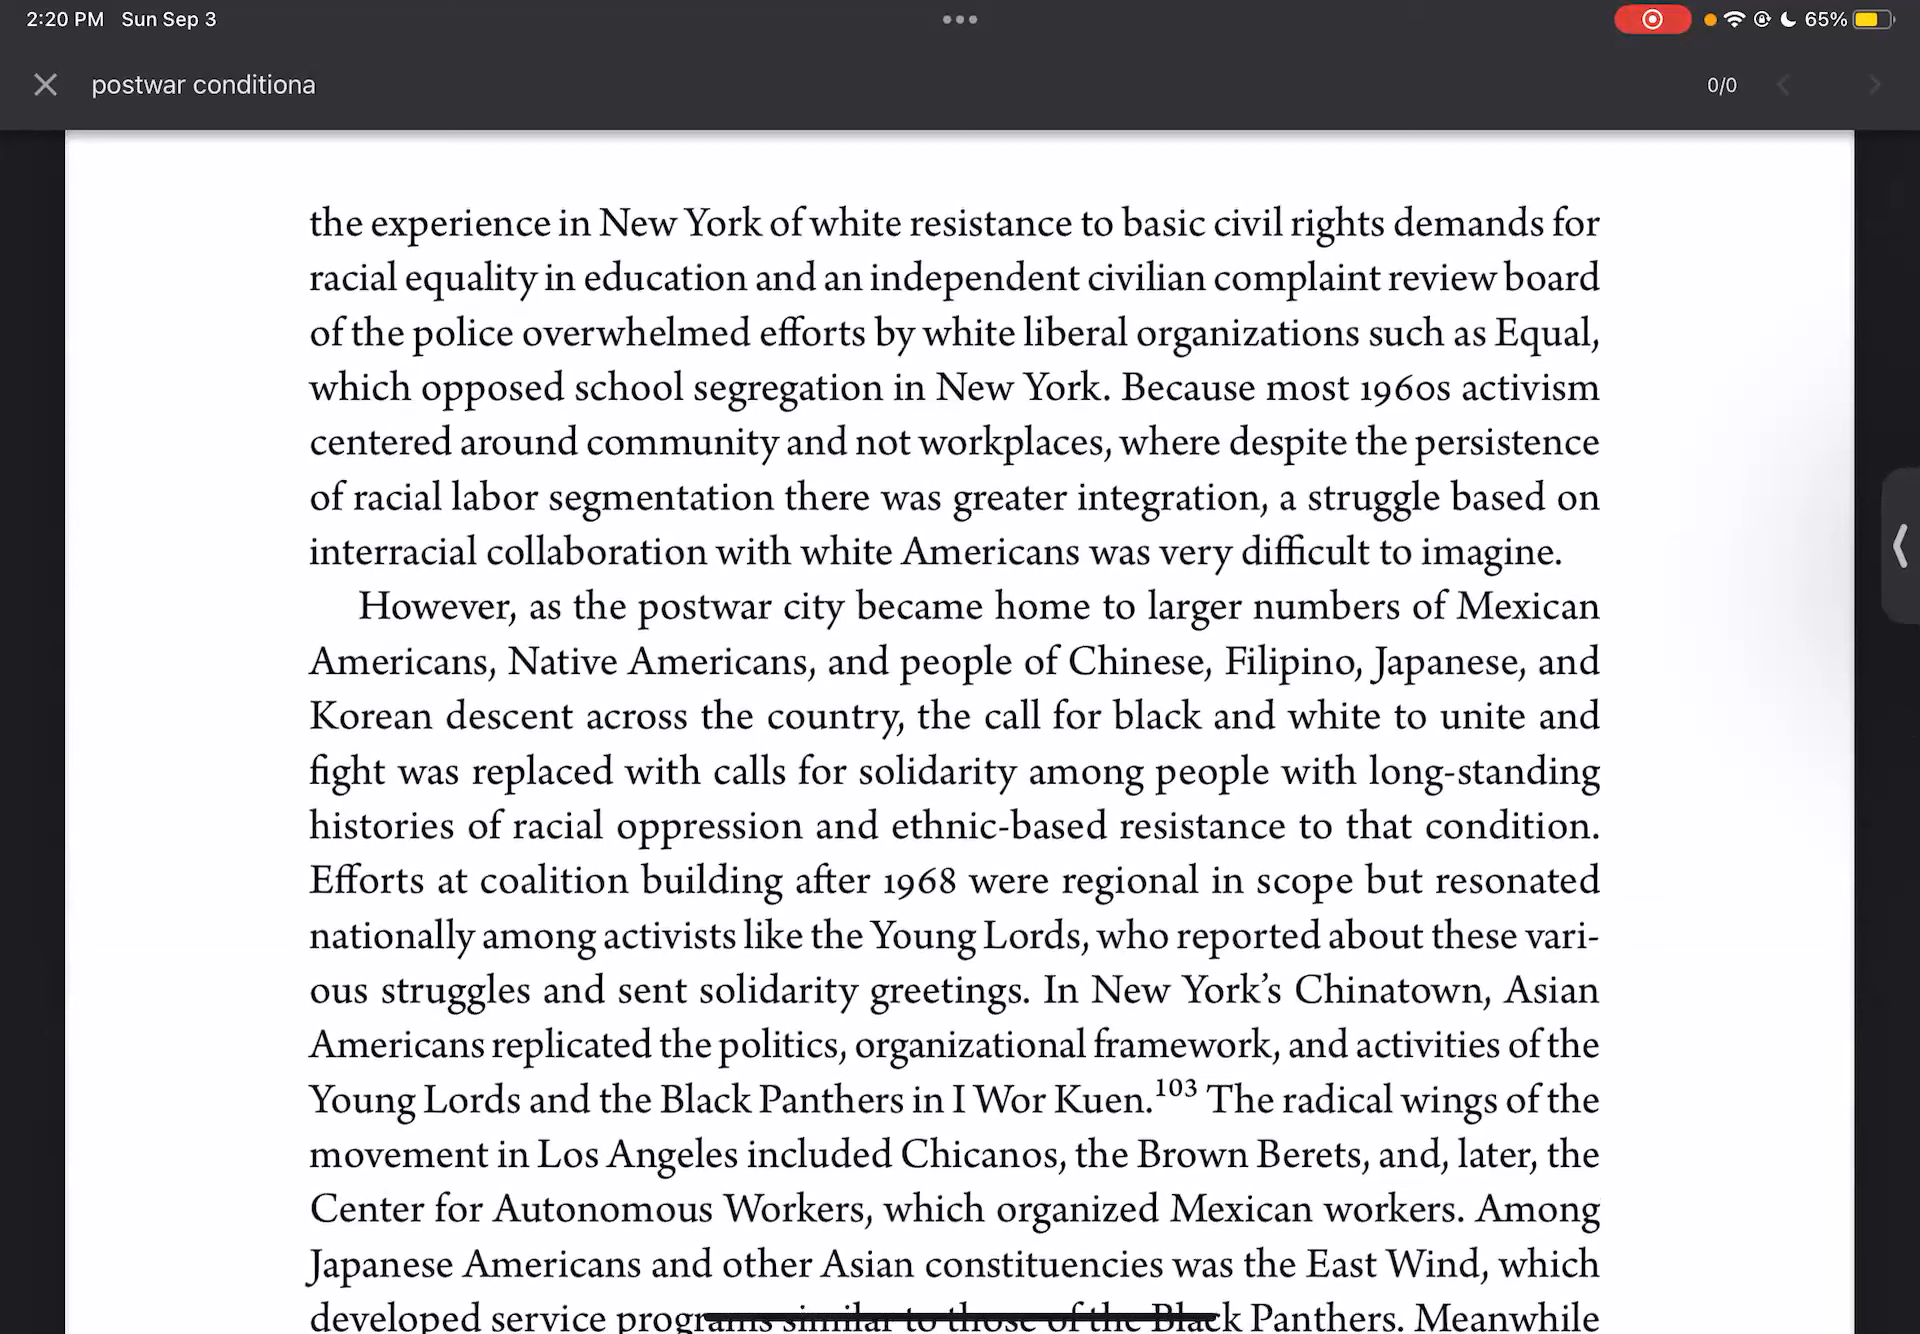 2:20 PM Sun Sep 3
65%
postwar conditiona
0/0
the experience in New York of white resistance to basic civil rights demands for
racial equality in education and an independent civilian complaint review board
of the police overwhelmed efforts by white liberal organizations such as Equal,
which opposed school segregation in New York. Because most 1960s activism
centered around community and not workplaces, where despite the persistence
of racial labor segmentation there was greater integration, a struggle based on
interracial collaboration with white Americans was very difficult to imagine.
However, as the postwar city became home to larger numbers of Mexican
Americans, Native Americans, and people of Chinese, Filipino, Japanese, and
Korean descent across the country, the call for black and white to unite and
fight was replaced with calls for solidarity among people with long-standing
histories of racial oppression and ethnic-based resistance to that condition.
Efforts at coalition building after 1968 were regional in scope but resonated
nationally among activists like the Young Lords, who reported about these vari-
ous struggles and sent solidarity greetings. In New York’s Chinatown, Asian
Americans replicated the politics, organizational framework, and activities of the
Young Lords and the Black Panthers in I Wor Kuen.103 The radical wings of the
movement in Los Angeles included Chicanos, the Brown Berets, and, later, the
Center for Autonomous Workers, which organized Mexican workers. Among
Japanese Americans and other Asian constituencies was the East Wind, which
developed service programs similar to those of the Black Panthers. Meanwhile